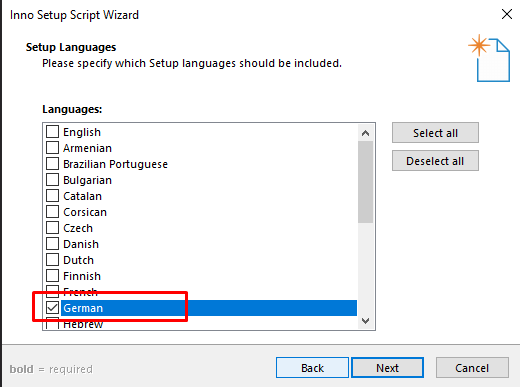 Inno Setup Script Wizard
Setup Languages
Please specify which Setup languages should be included.
Languages:
English
Armenian
Brazilian Portuguese
Bulgarian
Catalan
Corsican
Czech
Danish
Dutch
Finnish
French
German
Hebrew
Select all
Deselect all
bold = required
Back
Next
Cancel